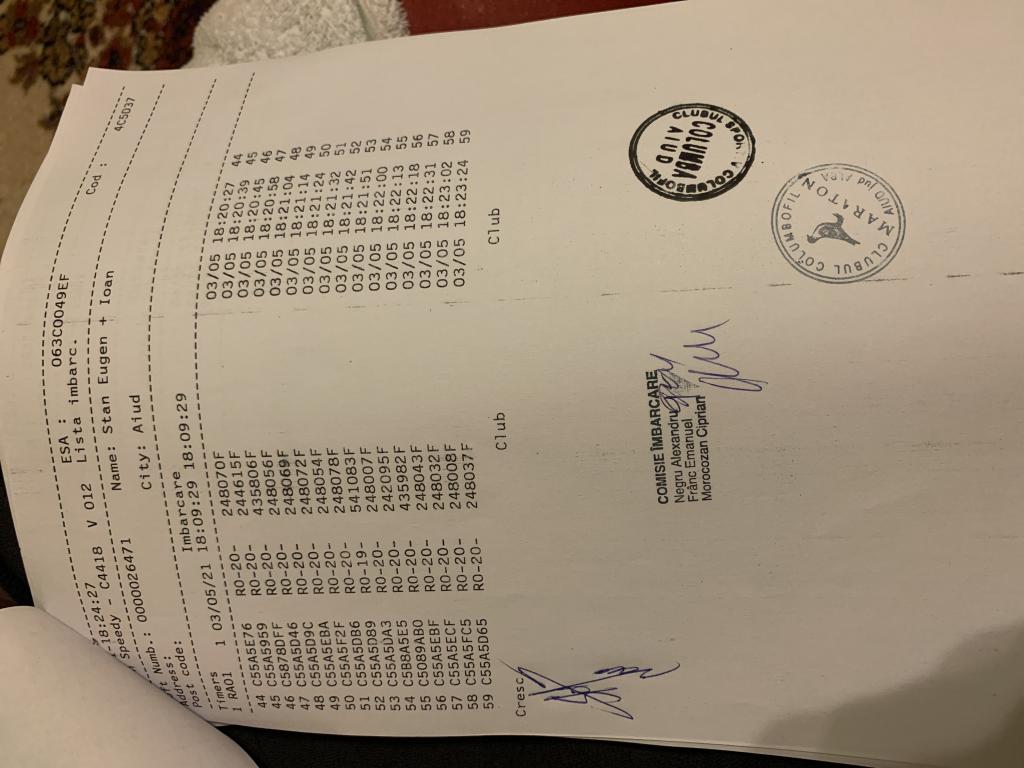 ESA : 063C0049EF
-18:24:27 V 012 Lista imbarc. Cod : 4C5D37
Speedy - C4418 Name: Stan Eugen + Ioan
Numb.: 0000026471 City: Aiud
Address:
Post code: Imbarcare
Timers 1 03/05/21 18:09:29 18:09:29
1 RA01
44 C55A5E76 RO-20- 248070F 03/05 18:20:27 44
45 C55A5959 RO-20- 244615F 03/05 18:20:39 45
46 C5878DFF RO-20- 435806F 03/05 18:20:45 46
47 C55A5D46 RO-20- 248056F 03/05 18:20:58 47
48 C55A5D9C RO-20- 248069F 03/05 18:21:04 48
49 C55A5EBA RO-20- 248072F 03/05 18:21:14 49
50 C55A5F2F RO-20- 248054F 03/05 18:21:24 50
51 C55A5DB6 RO-20- 248078F 03/05 18:21:32 51
52 C55A5D89 RO-19- 541083F 03/05 18:21:42 52
53 C55A5DA3 RO-20- 248007F 03/05 18:21:51 53
54 C5B8A5E5 RO-20- 242095F 03/05 18:22:00 54
55 C5089AB0 RO-20- 435982F 03/05 18:22:13 55
56 C55A5EBF RO-20- 248043F 03/05 18:22:18 56
57 C55A5ECF RO-20- 248032F 03/05 18:22:31 57
58 C55A5FC5 RO-20- 248008F 03/05 18:23:02 58
59 C55A5D65 RO-20- 248037F 03/05 18:23:24 59
Cresc. Club Club
COMISIE ÎMBARCARE
Negru Alexandru
Frânc Emanuel
Morocozan Ciprian
CLUBUL SPOR.
COLUMBOFIL
COLUMBA
AIUD
CLUBUL COLUMBOFIL
MARITON
AIUD JUD ALBA